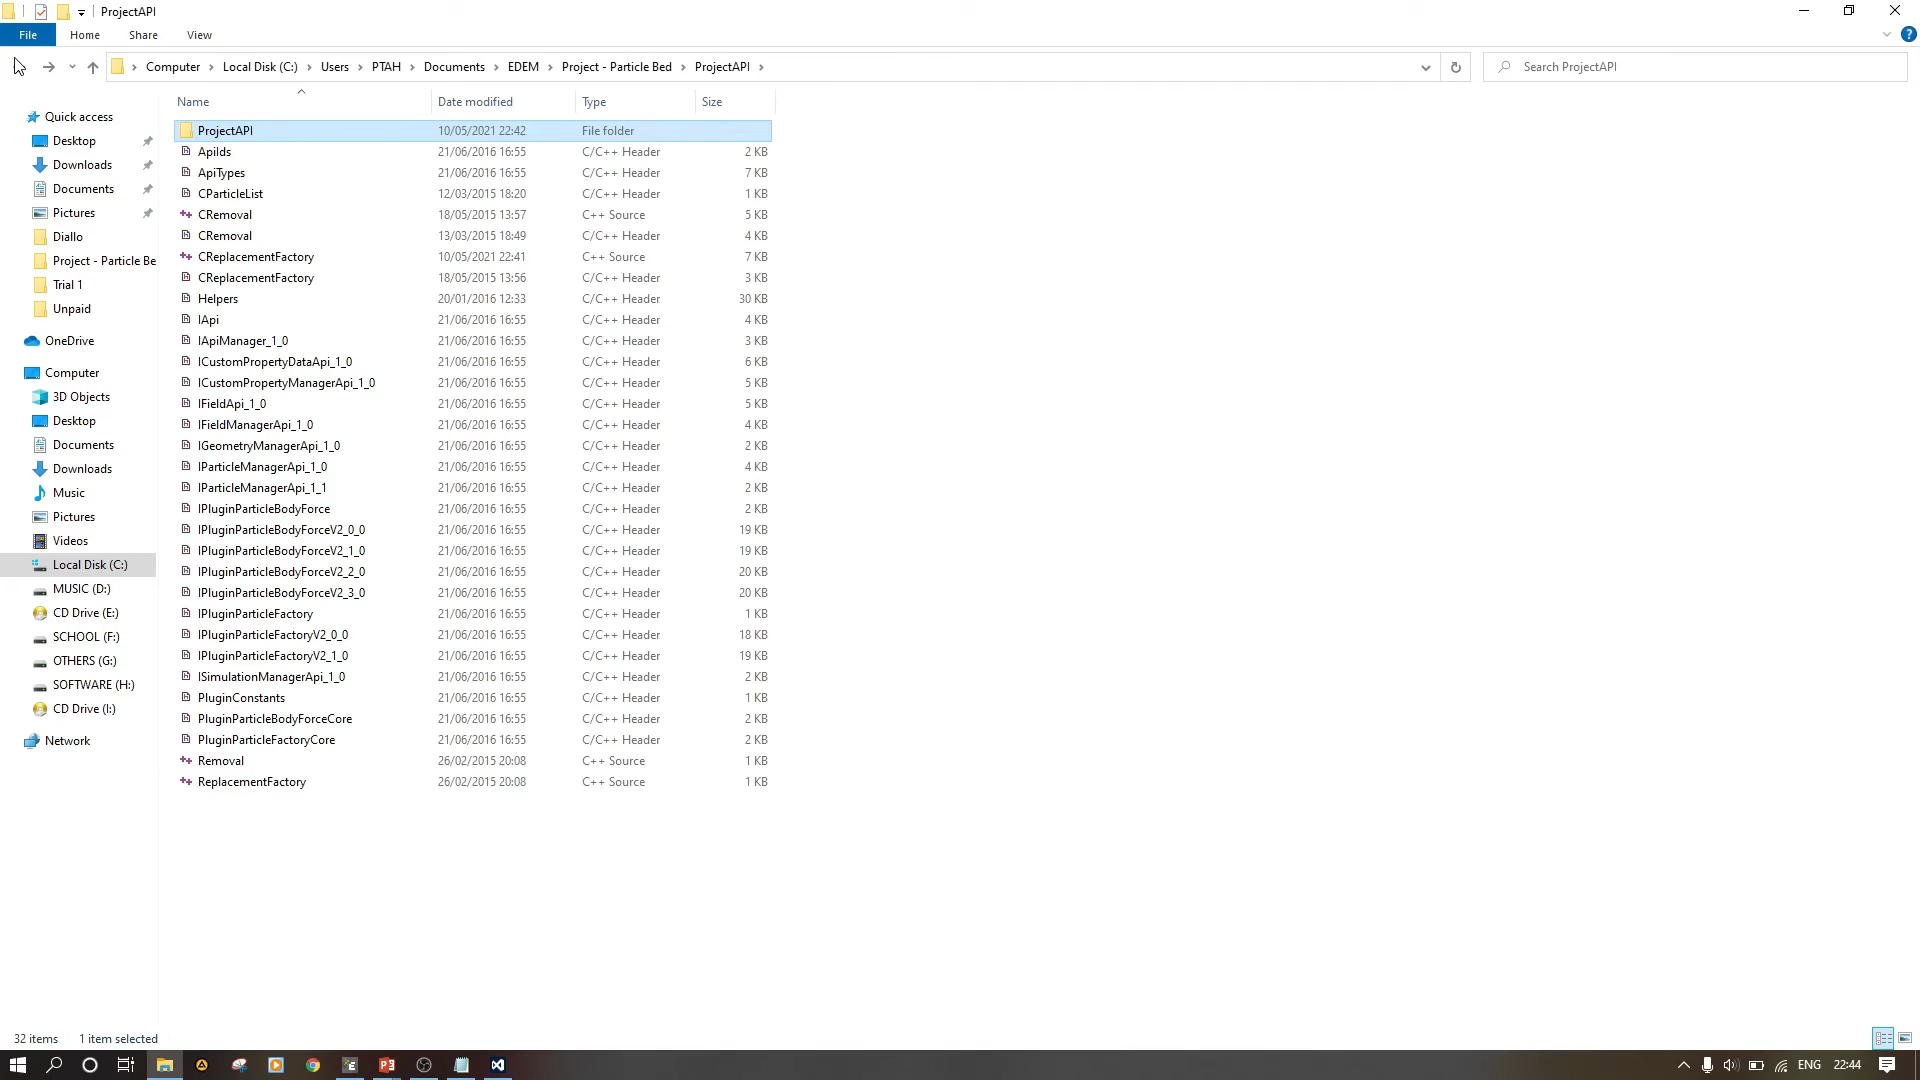 ProjectAPI
File Home Share View
Computer Local Disk (C:) Users PTAH Documents EDEM Project - Particle Bed ProjectAPI
Search ProjectAPI
Name Date modified Type Size
Quick access
Desktop
Downloads
Documents
Pictures
Diallo
Project - Particle Be
Trial 1
Unpaid
OneDrive
Computer
3D Objects
Desktop
Documents
Downloads
Music
Pictures
Videos
Local Disk (C:)
MUSIC (D:)
CD Drive (E:)
SCHOOL (F:)
OTHERS (G:)
SOFTWARE (H:)
CD Drive (I:)
Network
ProjectAPI 10/05/2021 22:42 File folder
ApiIds 21/06/2016 16:55 C/C++ Header 2 KB
ApiTypes 21/06/2016 16:55 C/C++ Header 7 KB
CParticleList 12/03/2015 18:20 C/C++ Header 1 KB
CRemoval 18/05/2015 13:57 C++ Source 5 KB
CRemoval 13/03/2015 18:49 C/C++ Header 4 KB
CReplacementFactory 10/05/2021 22:41 C++ Source 7 KB
CReplacementFactory 18/05/2015 13:56 C/C++ Header 3 KB
Helpers 20/01/2016 12:33 C/C++ Header 30 KB
IApi 21/06/2016 16:55 C/C++ Header 4 KB
IApiManager_1_0 21/06/2016 16:55 C/C++ Header 3 KB
ICustomPropertyDataApi_1_0 21/06/2016 16:55 C/C++ Header 6 KB
ICustomPropertyManagerApi_1_0 21/06/2016 16:55 C/C++ Header 5 KB
IFieldApi_1_0 21/06/2016 16:55 C/C++ Header 5 KB
IFieldManagerApi_1_0 21/06/2016 16:55 C/C++ Header 4 KB
IGeometryManagerApi_1_0 21/06/2016 16:55 C/C++ Header 2 KB
IParticleManagerApi_1_0 21/06/2016 16:55 C/C++ Header 4 KB
IParticleManagerApi_1_1 21/06/2016 16:55 C/C++ Header 2 KB
IPluginParticleBodyForce 21/06/2016 16:55 C/C++ Header 2 KB
IPluginParticleBodyForceV2_0_0 21/06/2016 16:55 C/C++ Header 19 KB
IPluginParticleBodyForceV2_1_0 21/06/2016 16:55 C/C++ Header 19 KB
IPluginParticleBodyForceV2_2_0 21/06/2016 16:55 C/C++ Header 20 KB
IPluginParticleBodyForceV2_3_0 21/06/2016 16:55 C/C++ Header 20 KB
IPluginParticleFactory 21/06/2016 16:55 C/C++ Header 1 KB
IPluginParticleFactoryV2_0_0 21/06/2016 16:55 C/C++ Header 18 KB
IPluginParticleFactoryV2_1_0 21/06/2016 16:55 C/C++ Header 19 KB
ISimulationManagerApi_1_0 21/06/2016 16:55 C/C++ Header 2 KB
PluginConstants 21/06/2016 16:55 C/C++ Header 1 KB
PluginParticleBodyForceCore 21/06/2016 16:55 C/C++ Header 2 KB
PluginParticleFactoryCore 21/06/2016 16:55 C/C++ Header 2 KB
Removal 26/02/2015 20:08 C++ Source 1 KB
ReplacementFactory 26/02/2015 20:08 C++ Source 1 KB
32 items 1 item selected
ENG 22:44